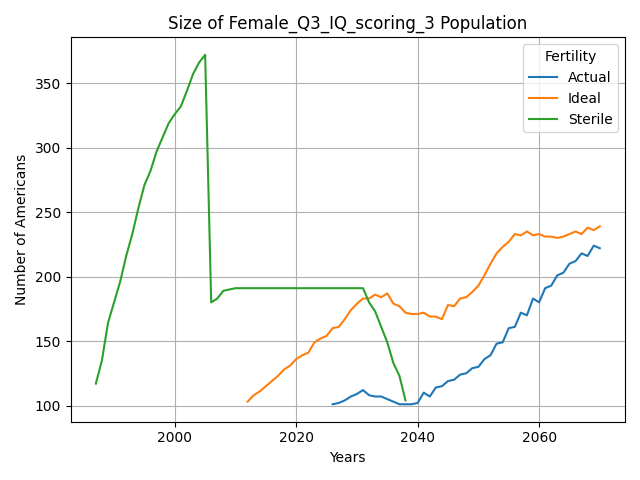 Size of Female_Q3_IQ_scoring_3 Population
Fertility
Actual
Ideal
Sterile
Number of Americans
350
300
250
200
150
100
2000
2020
2040
2060
Years